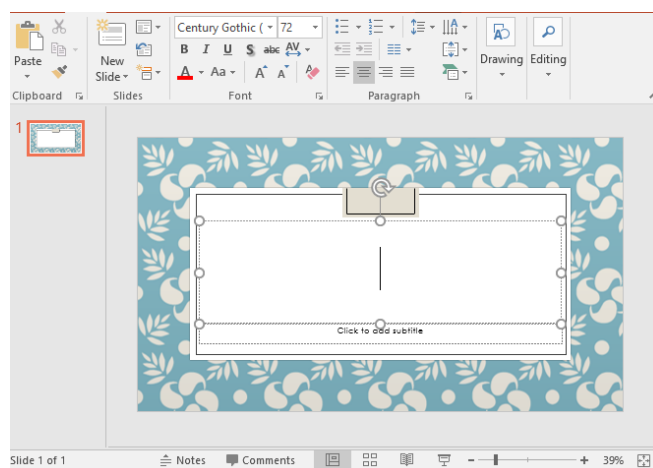 Century Gothic ( 72
B I U S abc AV
A Aa A A
Paste
New
Slide
Drawing Editing
Clipboard Slides Font Paragraph
1
Click to add subtitle
Slide 1 of 1 Notes Comments 39%